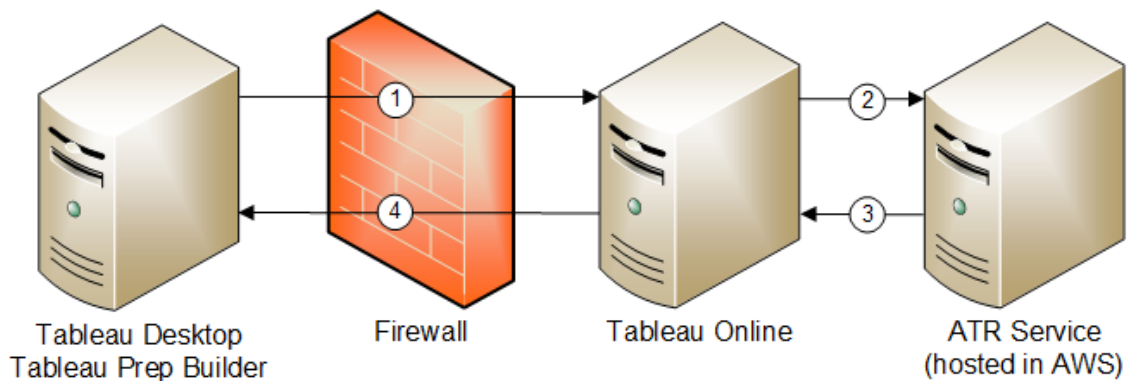 1
2
4
3
Tableau Desktop
Tableau Prep Builder
Firewall
Tableau Online
ATR Service
(hosted in AWS)